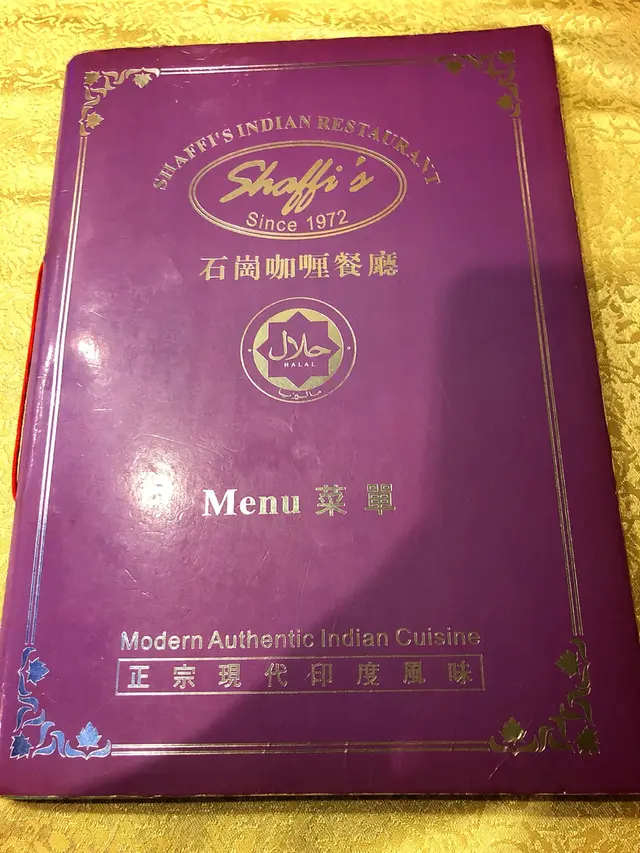 SHAFFI'S INDIAN RESTAURANT
Shaffi's
Since 1972
石崗咖喱餐廳
حلال
HALAL
Menu 菜單
Modern Authentic Indian Cuisine
正宗現代印度風味